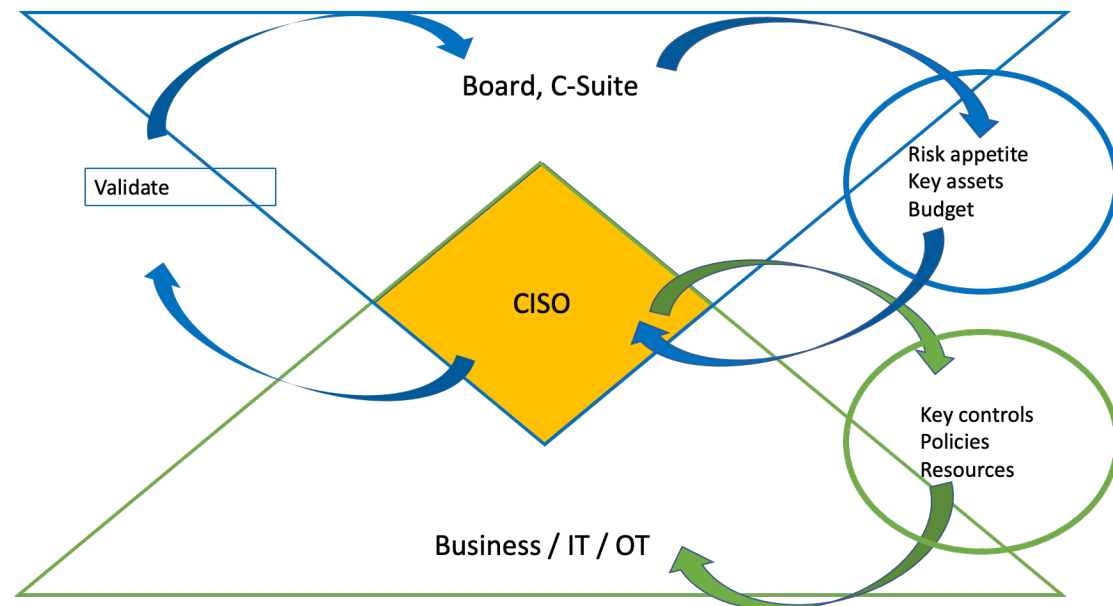 Board, C-Suite
Risk appetite
Key assets
Budget
Validate
CISO
Key controls
Policies
Resources
Business / IT / OT